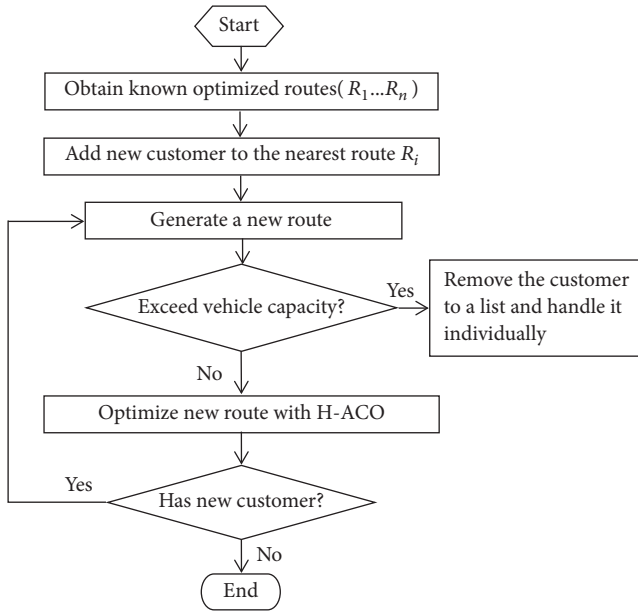 Start
Obtain known optimized routes( R₁...Rₙ )
Add new customer to the nearest route Rᵢ
Generate a new route
Exceed vehicle capacity?
Yes
Remove the customer
to a list and handle it
individually
No
Optimize new route with H-ACO
Yes
Has new customer?
No
End